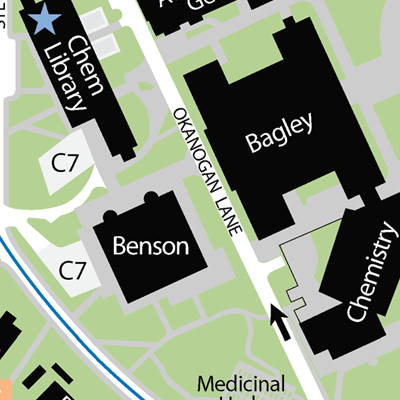 Chem
Library
C7
OKANOGAN LANE
Bagley
Benson
C7
Chemistry
Medicinal